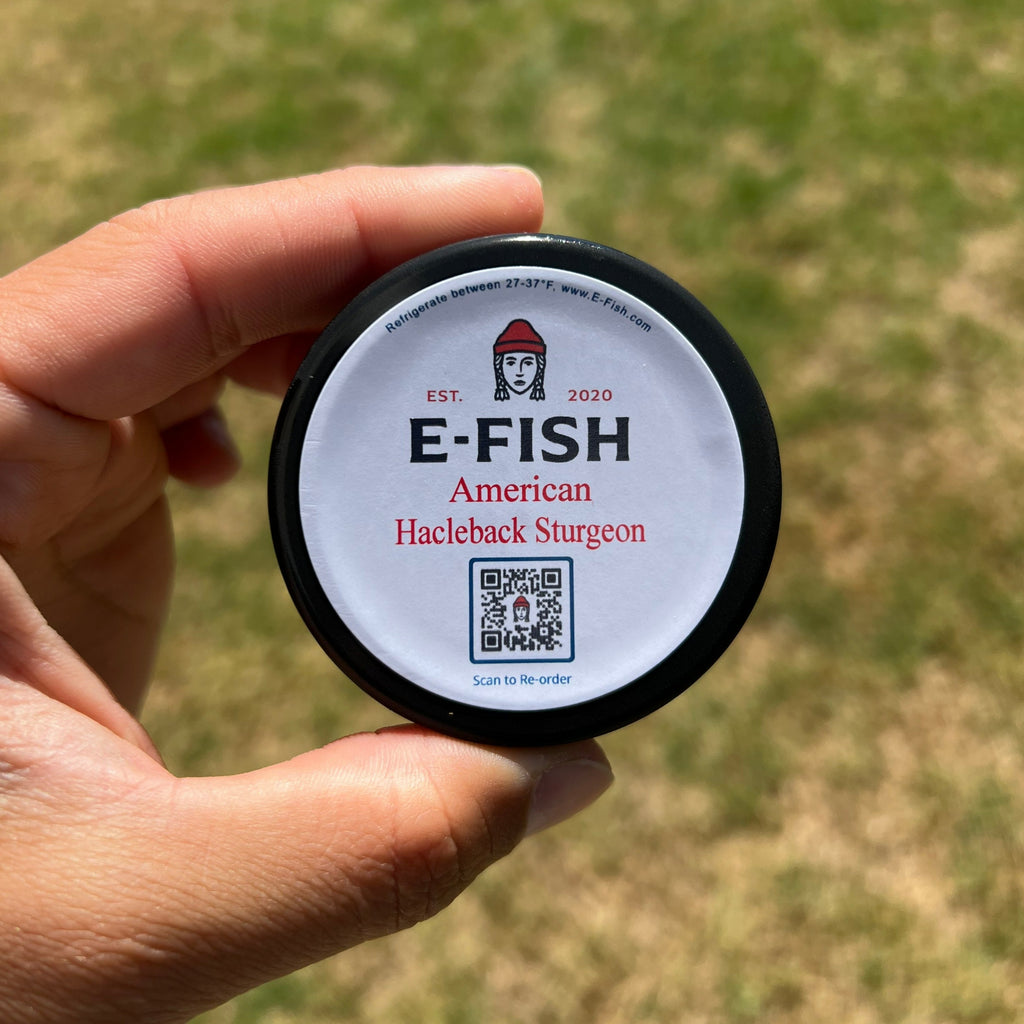 Refrigerate between 27-37°F. www.E-Fish.com
EST. 2020
E-FISH
American
Hacleback Sturgeon
Scan to Re-order